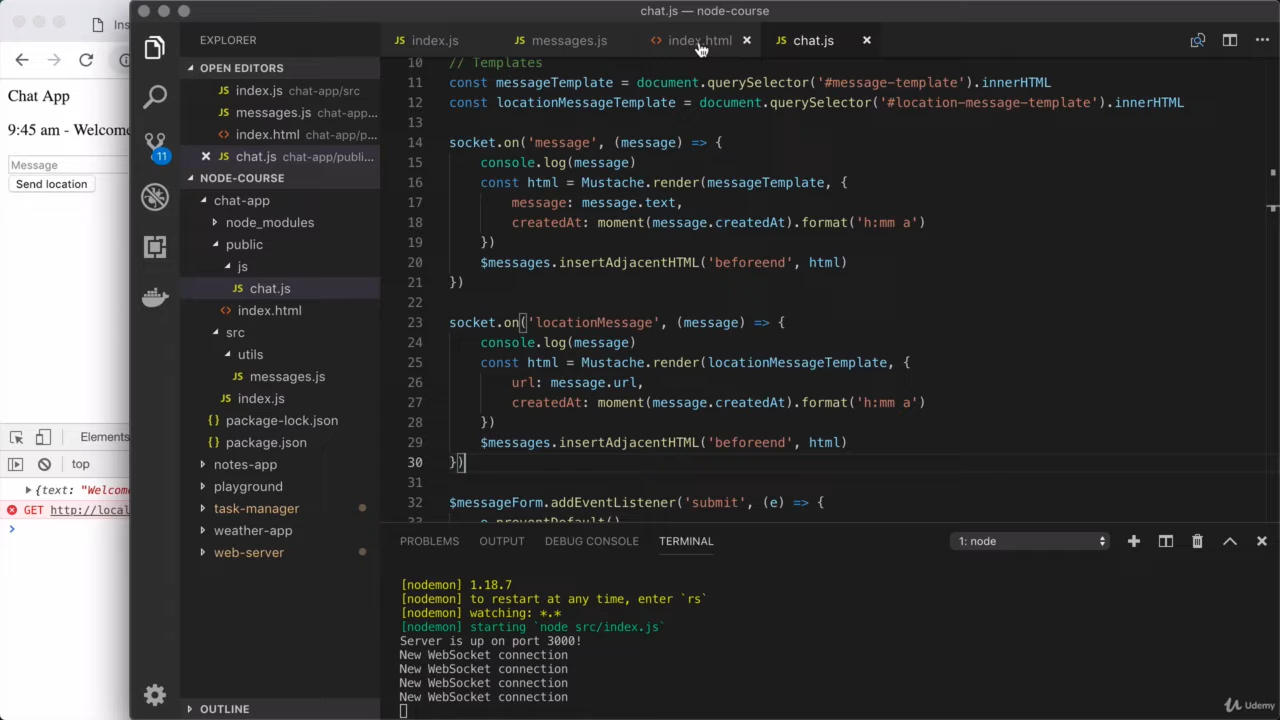 chat.js — node-course
Ins
Chat App
9:45 am - Welcome
Message
Send location
Elements
top
{text: "Welcome
GET http://local
EXPLORER
OPEN EDITORS
index.js chat-app/src
messages.js chat-app...
index.html chat-app/p...
chat.js chat-app/publi...
NODE-COURSE
chat-app
node_modules
public
js
JS chat.js
<> index.html
src
utils
JS messages.js
JS index.js
{} package-lock.json
{} package.json
notes-app
playground
task-manager
weather-app
web-server
OUTLINE
11
JS index.js
JS messages.js
<> index.html
JS chat.js
10 // Templates
11 const messageTemplate = document.querySelector('#message-template').innerHTML
12 const locationMessageTemplate = document.querySelector('#location-message-template').innerHTML
13
14 socket.on('message', (message) => {
15 console.log(message)
16 const html = Mustache.render(messageTemplate, {
17 message: message.text,
18 createdAt: moment(message.createdAt).format('h:mm a')
19 })
20 $messages.insertAdjacentHTML('beforeend', html)
21 })
22
23 socket.on('locationMessage', (message) => {
24 console.log(message)
25 const html = Mustache.render(locationMessageTemplate, {
26 url: message.url,
27 createdAt: moment(message.createdAt).format('h:mm a')
28 })
29 $messages.insertAdjacentHTML('beforeend', html)
30 })
31
32 $messageForm.addEventListener('submit', (e) => {
33 e.preventDefault()
PROBLEMS OUTPUT DEBUG CONSOLE TERMINAL 1: node
[nodemon] 1.18.7
[nodemon] to restart at any time, enter `rs`
[nodemon] watching: *.*
[nodemon] starting `node src/index.js`
Server is up on port 3000!
New WebSocket connection
New WebSocket connection
New WebSocket connection
New WebSocket connection
Udemy